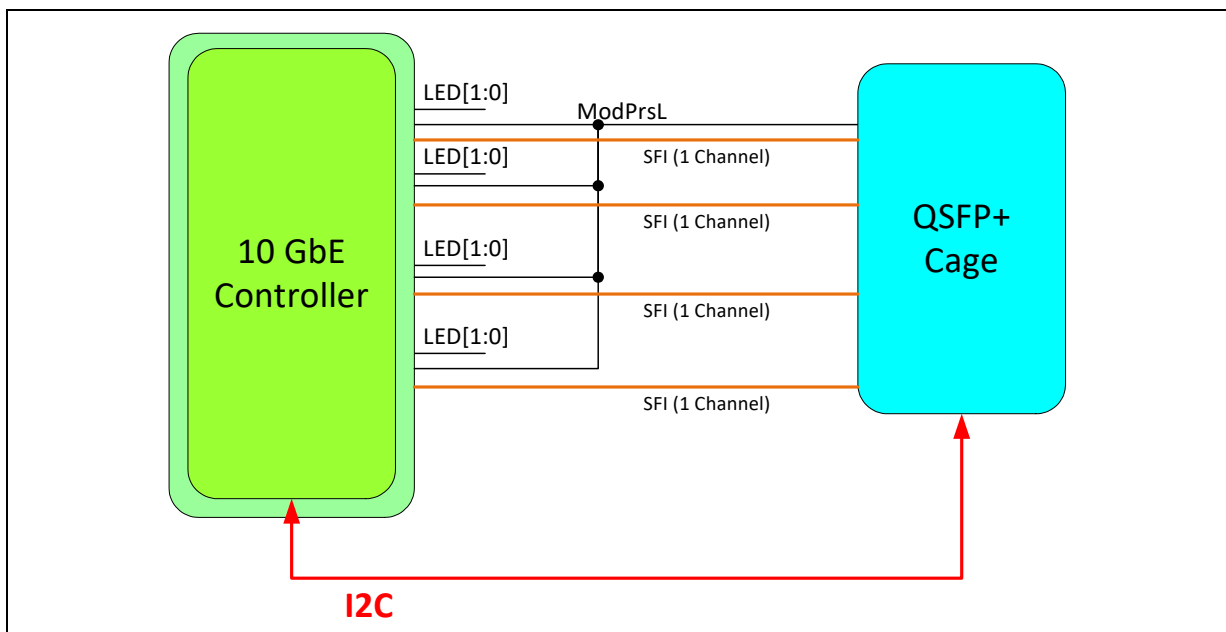 LED[1:0]
ModPrsL
SFI (1 Channel)
LED[1:0]
SFI (1 Channel)
10 GbE
Controller
QSFP+
Cage
LED[1:0]
SFI (1 Channel)
LED[1:0]
SFI (1 Channel)
I2C